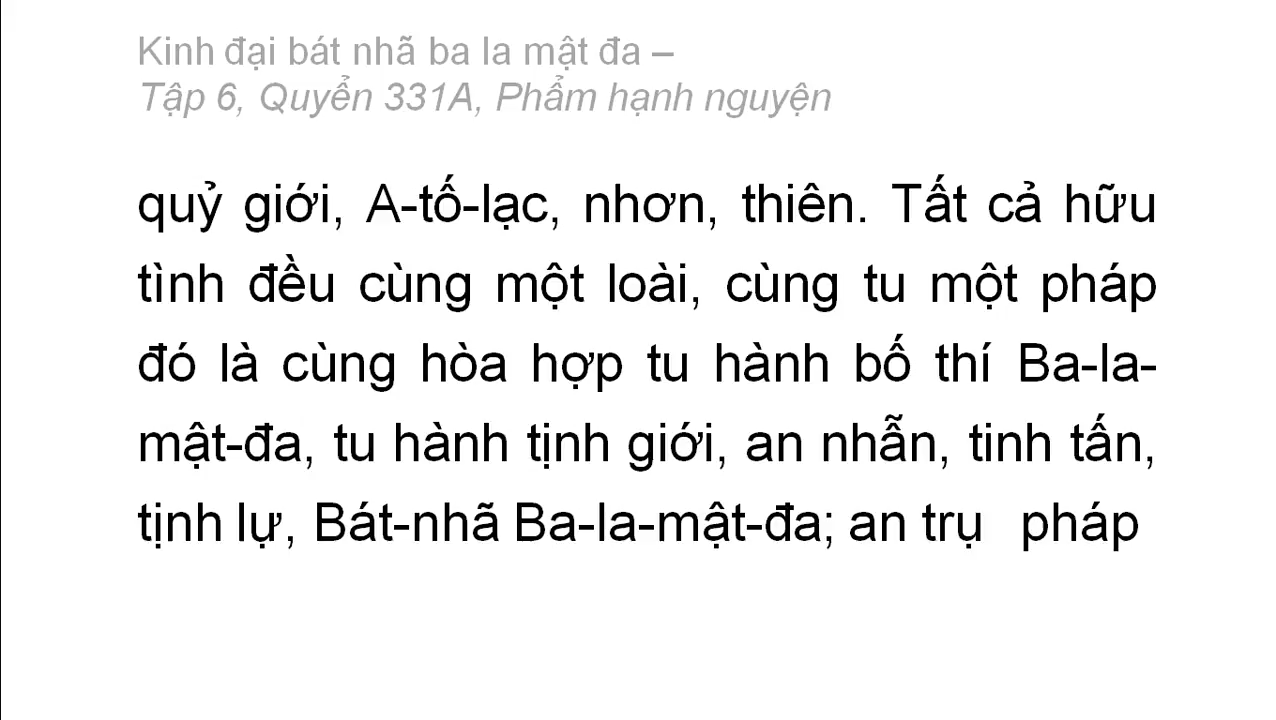 Kinh đại bát nhã ba la mật đa –
Tập 6, Quyển 331A, Phẩm hạnh nguyện
quỷ giới, A-tố-lạc, nhơn, thiên. Tất cả hữu
tình đều cùng một loài, cùng tu một pháp
đó là cùng hòa hợp tu hành bố thí Ba-la-
mật-đa, tu hành tịnh giới, an nhẫn, tinh tấn,
tịnh lự, Bát-nhã Ba-la-mật-đa; an trụ pháp